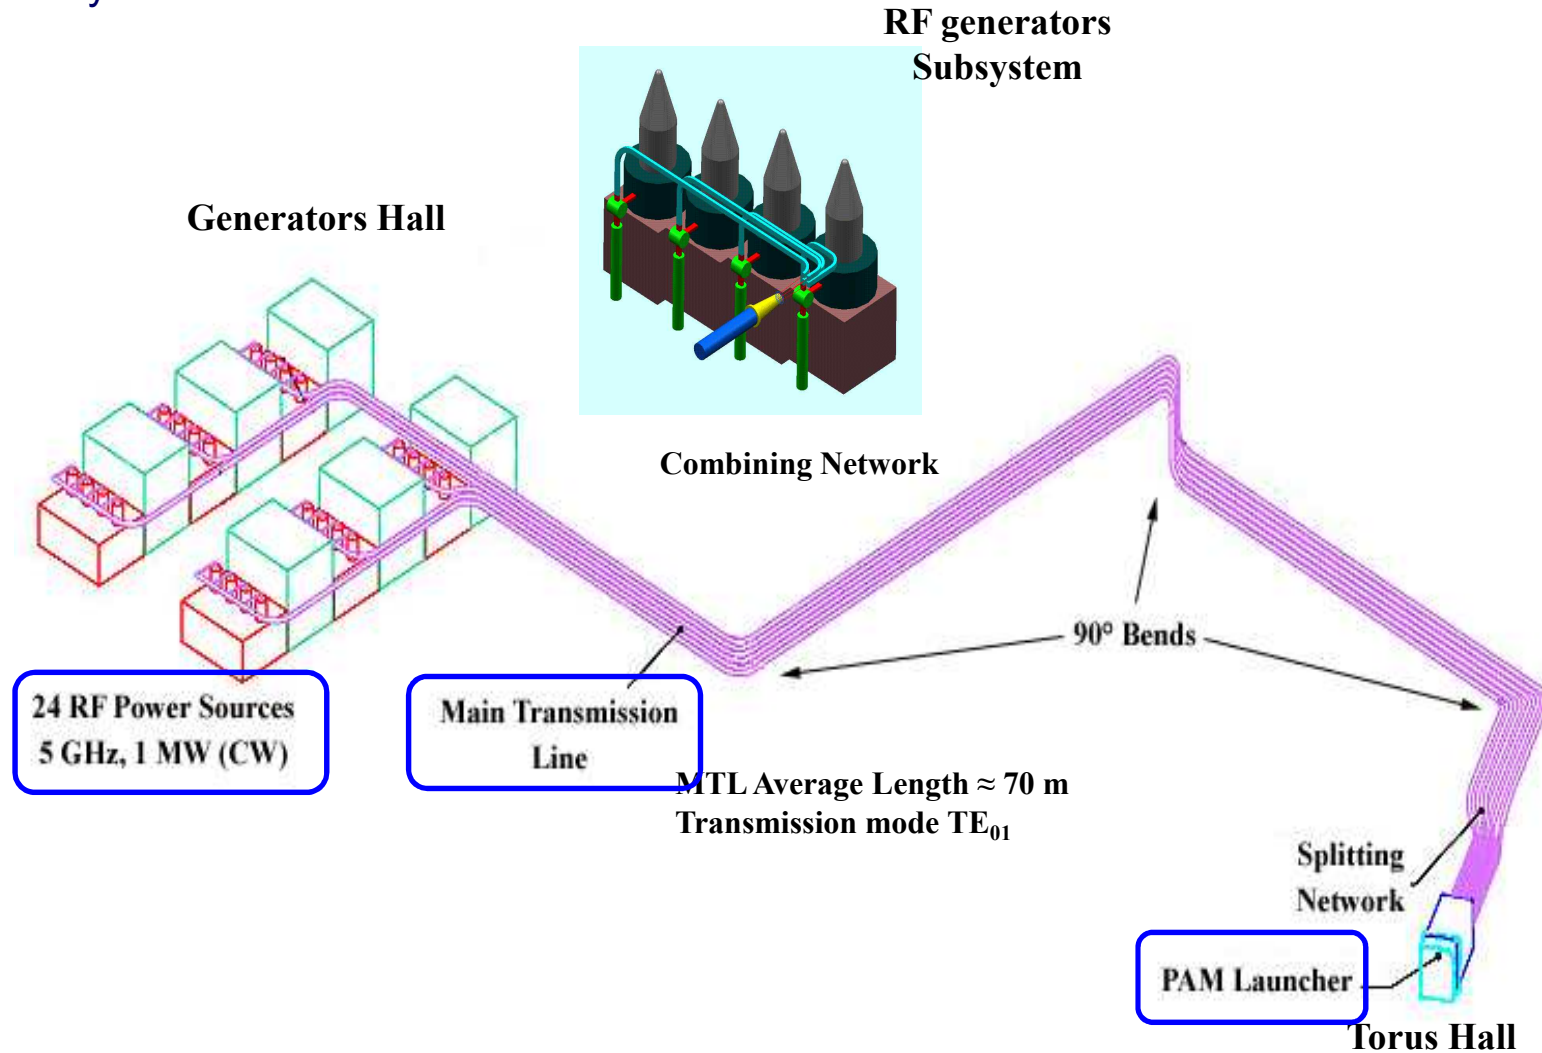 RF generators
Subsystem
Generators Hall
Combining Network
90° Bends
24 RF Power Sources
5 GHz, 1 MW (CW)
Main Transmission
Line
MTL Average Length ≈ 70 m
Transmission mode TE₀₁
Splitting
Network
PAM Launcher
Torus Hall